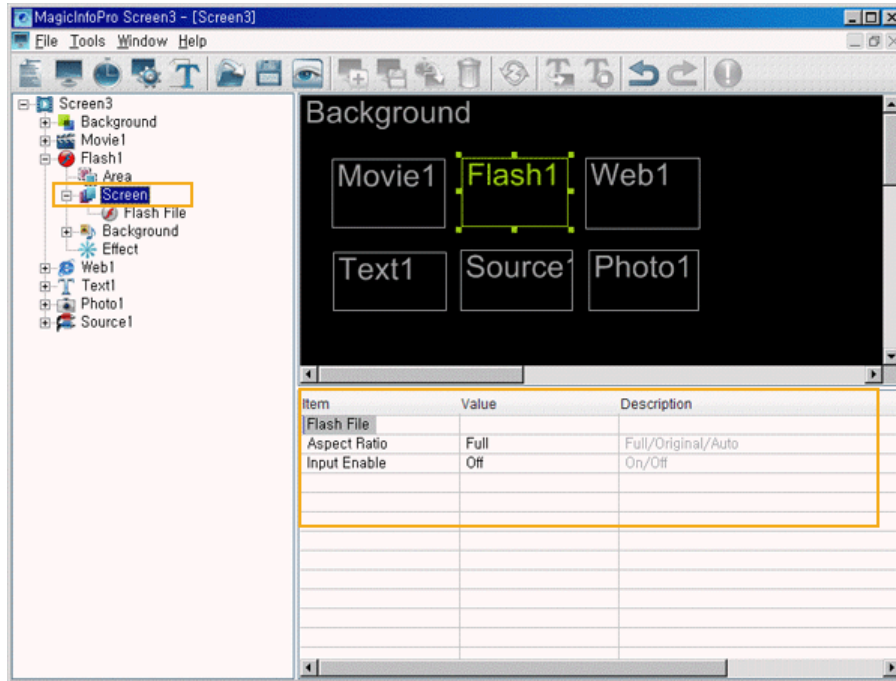 MagicInfoPro Screen3 - [Screen3]
File Tools Window Help
Screen3
Background
Movie1
Flash1
Area
Screen
Flash File
Background
Effect
Web1
Text1
Photo1
Source1
Background
Movie1 Flash1 Web1
Text1 Source1 Photo1
Item Value Description
Flash File
Aspect Ratio Full Full/Original/Auto
Input Enable Off On/Off